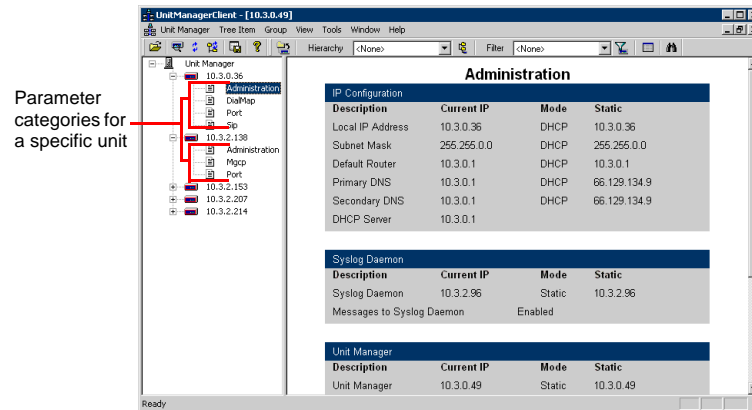 UnitManagerClient - [10.3.0.49]
Unit Manager Tree Item Group View Tools Window Help
Hierarchy <None> Filter <None>
Parameter
categories for
a specific unit
Unit Manager
10.3.0.36
Administration
DialMap
Port
Sip
10.3.2.138
Administration
Mgcp
Port
10.3.2.153
10.3.2.207
10.3.2.214
Administration
IP Configuration
Description Current IP Mode Static
Local IP Address 10.3.0.36 DHCP 10.3.0.36
Subnet Mask 255.255.0.0 DHCP 255.255.0.0
Default Router 10.3.0.1 DHCP 10.3.0.1
Primary DNS 10.3.0.1 DHCP 66.129.134.9
Secondary DNS 10.3.0.1 DHCP 66.129.134.9
DHCP Server 10.3.0.1
Syslog Daemon
Description Current IP Mode Static
Syslog Daemon 10.3.2.96 Static 10.3.2.96
Messages to Syslog Daemon Enabled
Unit Manager
Description Current IP Mode Static
Unit Manager 10.3.0.49 Static 10.3.0.49
Ready